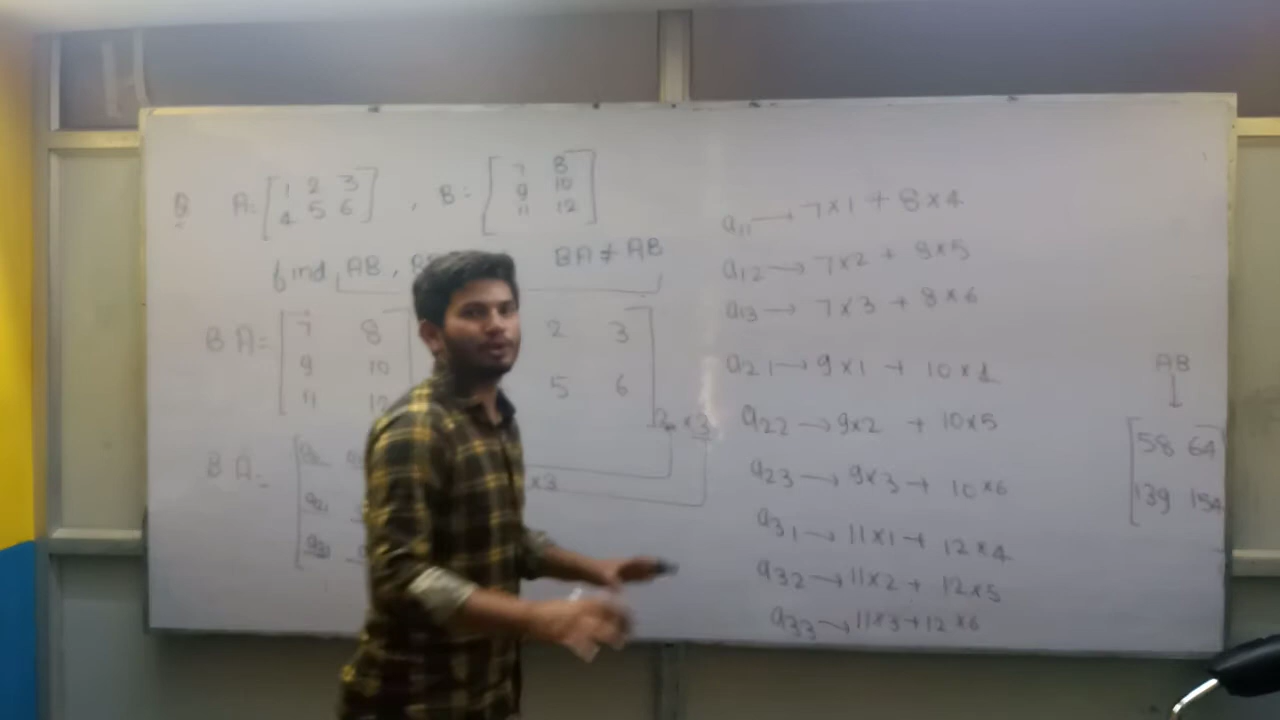 Q A = [ 1 2 3
4 5 6 ] , B = [ 7 8
9 10
11 12 ]
find AB, BA ≠ AB
BA = [ 7 8
9 10
11 12
2 3
5 6 ]
× 3
BA =
a21
a31
×3
a11 → 7×1 + 8×4
a12 → 7×2 + 8×5
a13 → 7×3 + 8×6
a21 → 9×1 + 10×4
a22 → 9×2 + 10×5
a23 → 9×3 + 10×6
a31 → 11×1 + 12×4
a32 → 11×2 + 12×5
a33 → 11×3 + 12×6
AB
↓
[ 58 64
139 154 ]